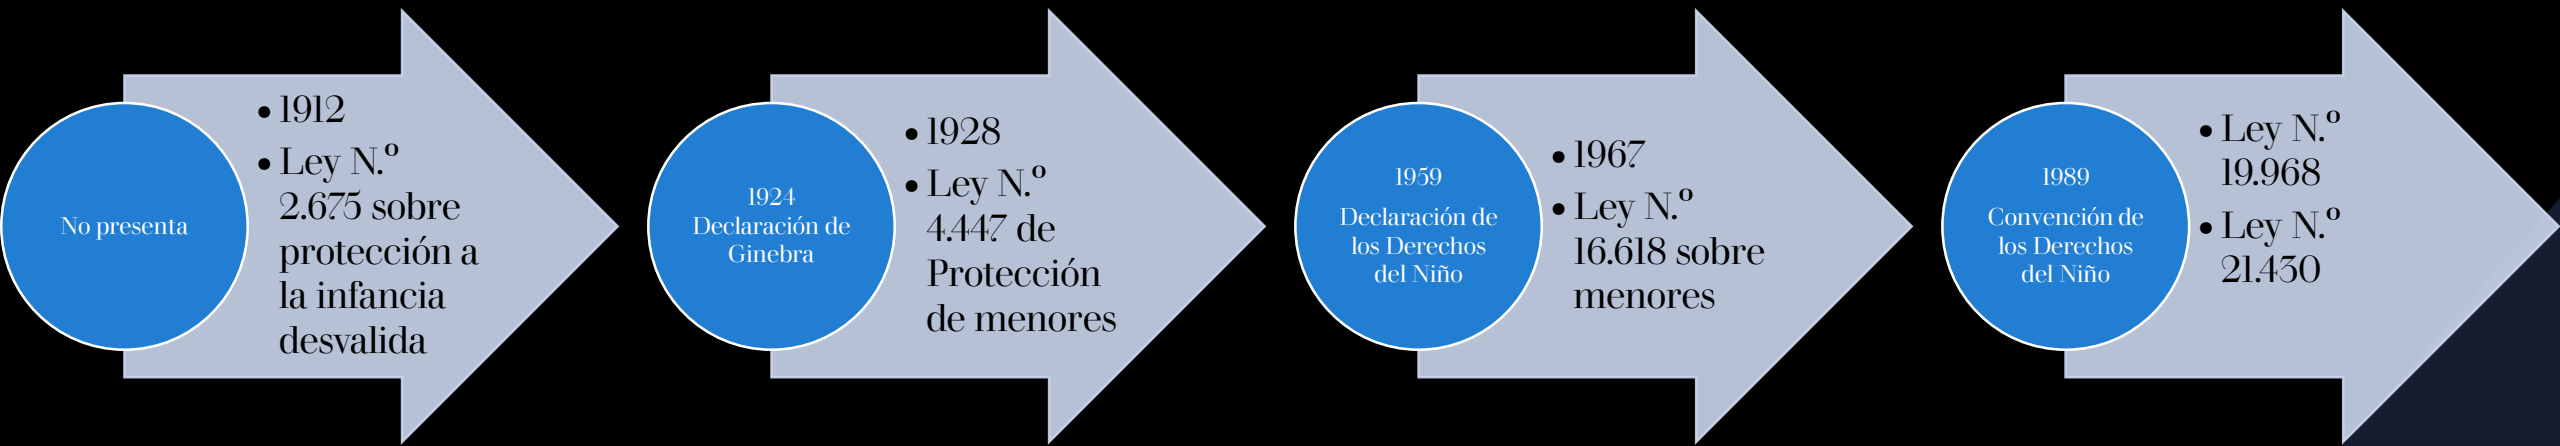 No presenta
• 1912
• Ley N.º
2.675 sobre
protección a
la infancia
desvalida
1924
Declaración de
Ginebra
• 1928
• Ley N.º
4.447 de
Protección
de menores
1959
Declaración de
los Derechos
del Niño
• 1967
• Ley N.º
16.618 sobre
menores
1989
Convención de
los Derechos
del Niño
• Ley N.º
19.968
• Ley N.º
21.430